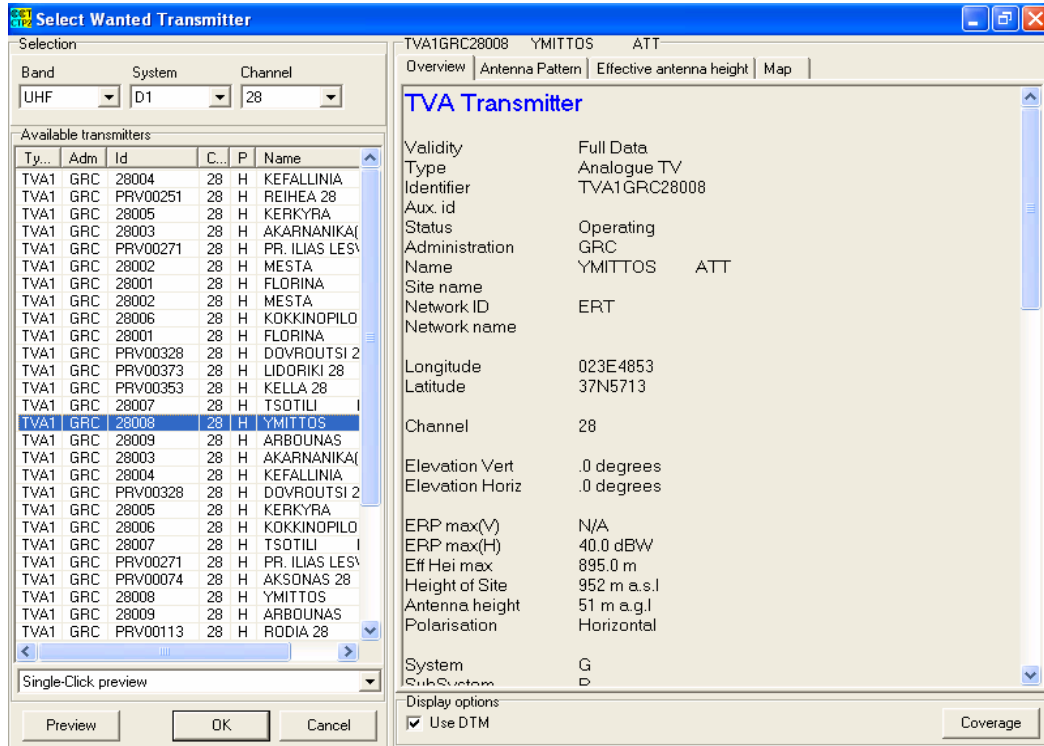 Select Wanted Transmitter
Selection
Band System Channel
UHF D1 28
Available transmitters
Ty... Adm Id C... P Name
TVA1 GRC 28004 28 H KEFALLINIA
TVA1 GRC PRV00251 28 H REIHEA 28
TVA1 GRC 28005 28 H KERKYRA
TVA1 GRC 28003 28 H AKARNANIKA(
TVA1 GRC PRV00271 28 H PR. ILIAS LESV
TVA1 GRC 28002 28 H MESTA
TVA1 GRC 28001 28 H FLORINA
TVA1 GRC 28002 28 H MESTA
TVA1 GRC 28006 28 H KOKKINOPILO
TVA1 GRC 28001 28 H FLORINA
TVA1 GRC PRV00328 28 H DOVROUTSI 2
TVA1 GRC PRV00373 28 H LIDORIKI 28
TVA1 GRC PRV00353 28 H KELLA 28
TVA1 GRC 28007 28 H TSOTILI
TVA1 GRC 28008 28 H YMITTOS
TVA1 GRC 28009 28 H ARBOUNAS
TVA1 GRC 28003 28 H AKARNANIKA(
TVA1 GRC 28004 28 H KEFALLINIA
TVA1 GRC PRV00328 28 H DOVROUTSI 2
TVA1 GRC 28005 28 H KERKYRA
TVA1 GRC 28006 28 H KOKKINOPILO
TVA1 GRC 28007 28 H TSOTILI
TVA1 GRC PRV00271 28 H PR. ILIAS LESV
TVA1 GRC PRV00074 28 H AKSONAS 28
TVA1 GRC 28008 28 H YMITTOS
TVA1 GRC 28009 28 H ARBOUNAS
TVA1 GRC PRV00113 28 H RODIA 28
Single-Click preview
Preview OK Cancel
TVA1GRC28008 YMITTOS ATT
Overview Antenna Pattern Effective antenna height Map
TVA Transmitter
Validity Full Data
Type Analogue TV
Identifier TVA1GRC28008
Aux. id
Status Operating
Administration GRC
Name YMITTOS ATT
Site name
Network ID ERT
Network name
Longitude 023E4853
Latitude 37N5713
Channel 28
Elevation Vert .0 degrees
Elevation Horiz .0 degrees
ERP max(V) N/A
ERP max(H) 40.0 dBW
Eff Hei max 895.0 m
Height of Site 952 m a.s.l
Antenna height 51 m a.g.l
Polarisation Horizontal
System G
SubSystem
Display options
Use DTM
Coverage